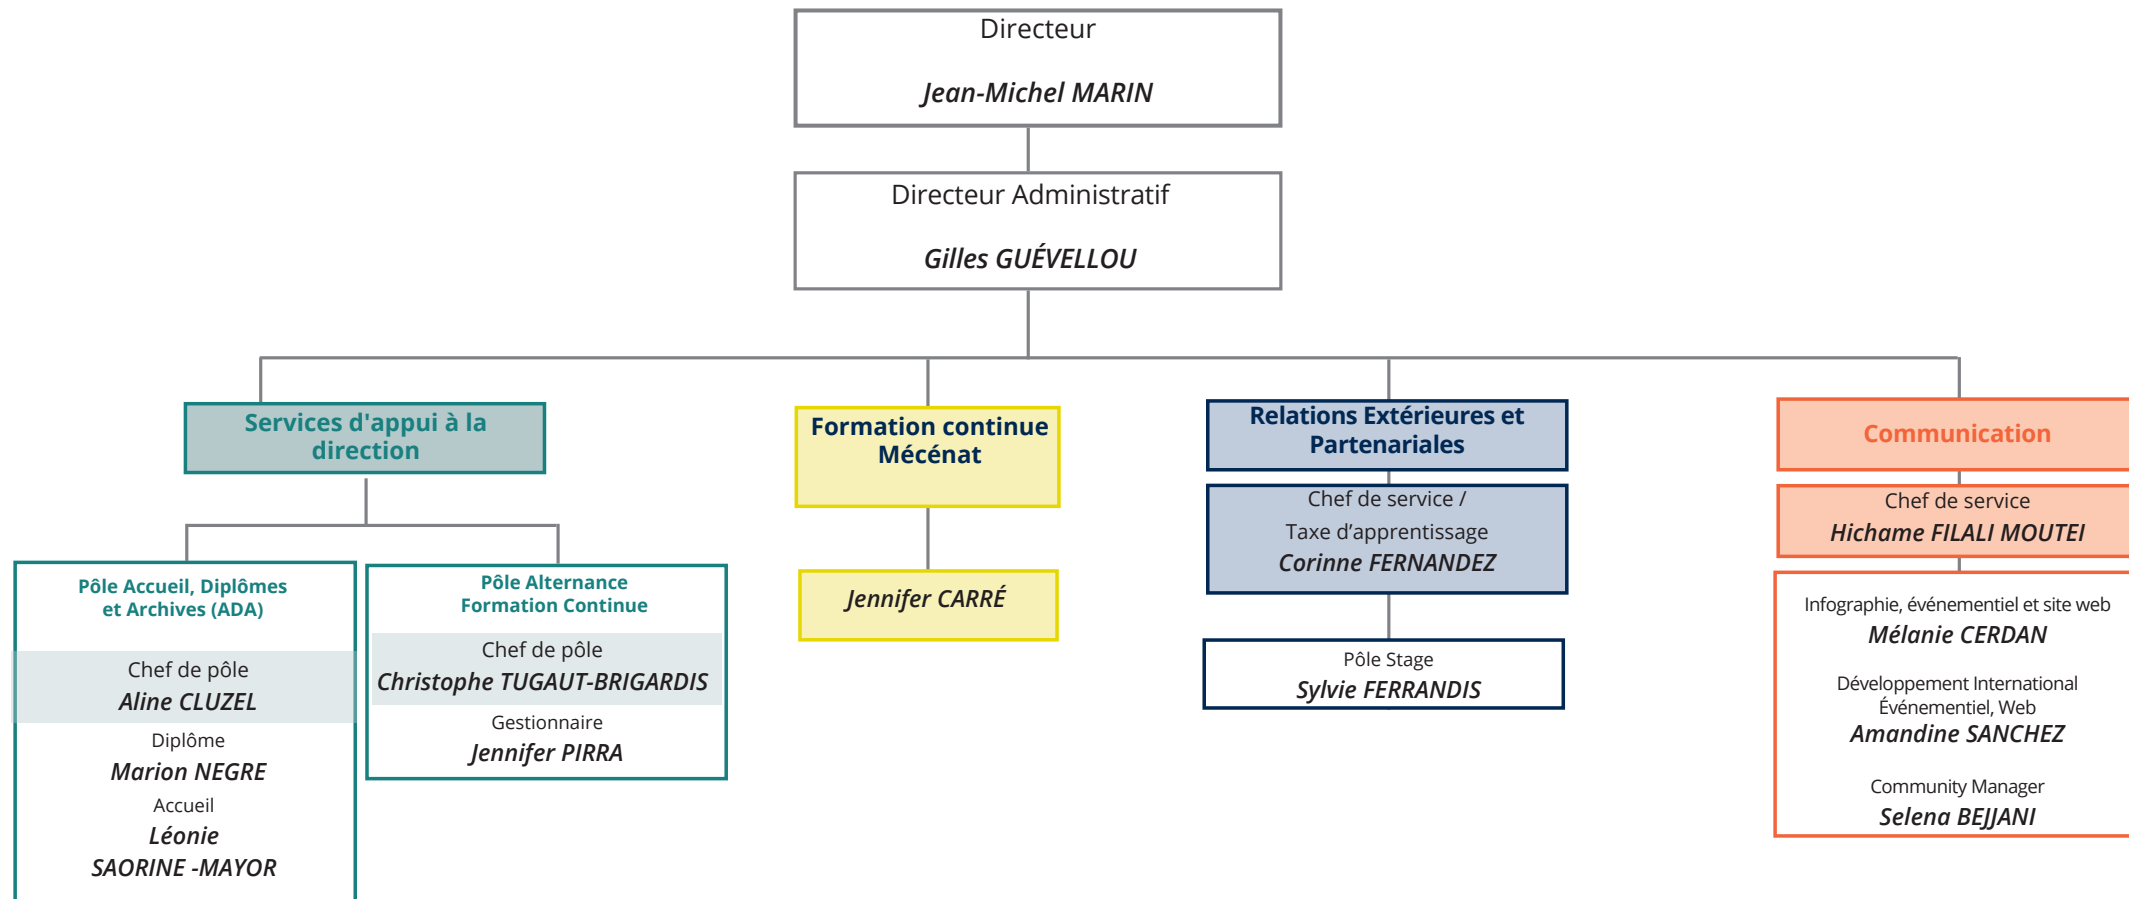 Directeur
Jean-Michel MARIN
Directeur Administratif
Gilles GUÉVELLOU
Services d'appui à la
direction
Pôle Accueil, Diplômes
et Archives (ADA)
Chef de pôle
Aline CLUZEL
Diplôme
Marion NEGRE
Accueil
Léonie
SAORINE -MAYOR
Pôle Alternance
Formation Continue
Chef de pôle
Christophe TUGAUT-BRIGARDIS
Gestionnaire
Jennifer PIRRA
Formation continue
Mécénat
Jennifer CARRÉ
Relations Extérieures et
Partenariales
Chef de service /
Taxe d’apprentissage
Corinne FERNANDEZ
Pôle Stage
Sylvie FERRANDIS
Communication
Chef de service
Hichame FILALI MOUTEI
Infographie, événementiel et site web
Mélanie CERDAN
Développement International
Événementiel, Web
Amandine SANCHEZ
Community Manager
Selena BEJJANI